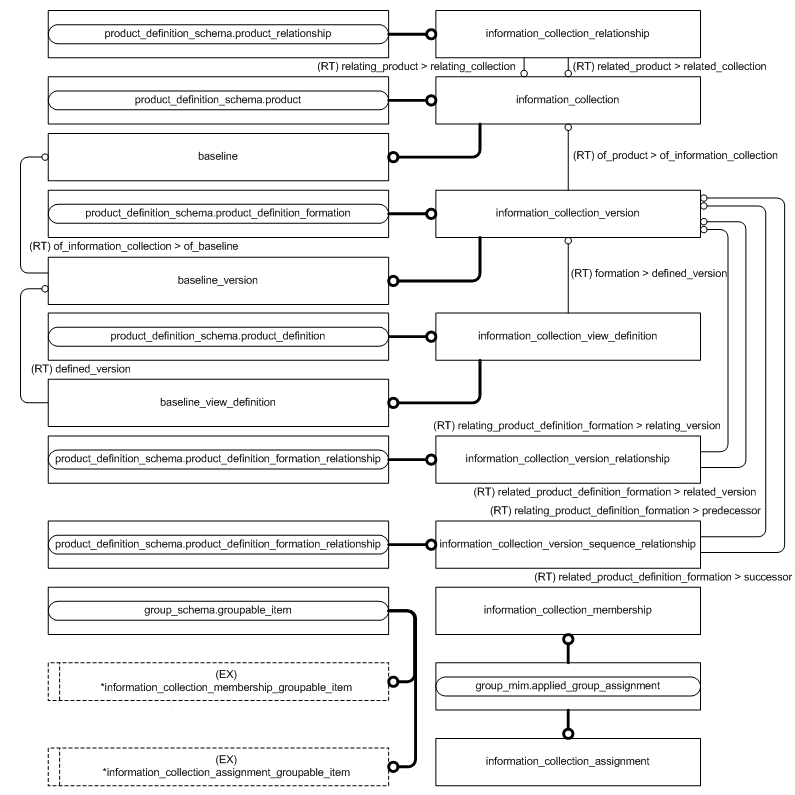 product_definition_schema.product_relationship
information_collection_relationship
(RT) relating_product > relating_collection
(RT) related_product > related_collection
product_definition_schema.product
information_collection
baseline
(RT) of_product > of_information_collection
product_definition_schema.product_definition_formation
information_collection_version
(RT) of_information_collection > of_baseline
baseline_version
(RT) formation > defined_version
product_definition_schema.product_definition
information_collection_view_definition
(RT) defined_version
baseline_view_definition
(RT) relating_product_definition_formation > relating_version
product_definition_schema.product_definition_formation_relationship
information_collection_version_relationship
(RT) related_product_definition_formation > related_version
(RT) relating_product_definition_formation > predecessor
product_definition_schema.product_definition_formation_relationship
information_collection_version_sequence_relationship
(RT) related_product_definition_formation > successor
group_schema.groupable_item
information_collection_membership
(EX)
*information_collection_membership_groupable_item
group_mim.applied_group_assignment
(EX)
*information_collection_assignment_groupable_item
information_collection_assignment